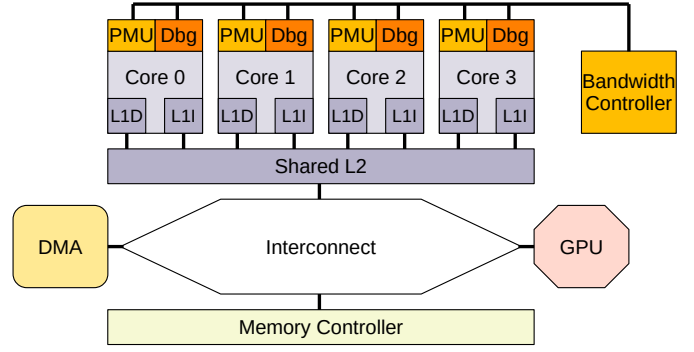 PMU Dbg PMU Dbg PMU Dbg PMU Dbg
Core 0 Core 1 Core 2 Core 3
Bandwidth
Controller
L1D L1I L1D L1I L1D L1I L1D L1I
Shared L2
DMA
Interconnect
GPU
Memory Controller